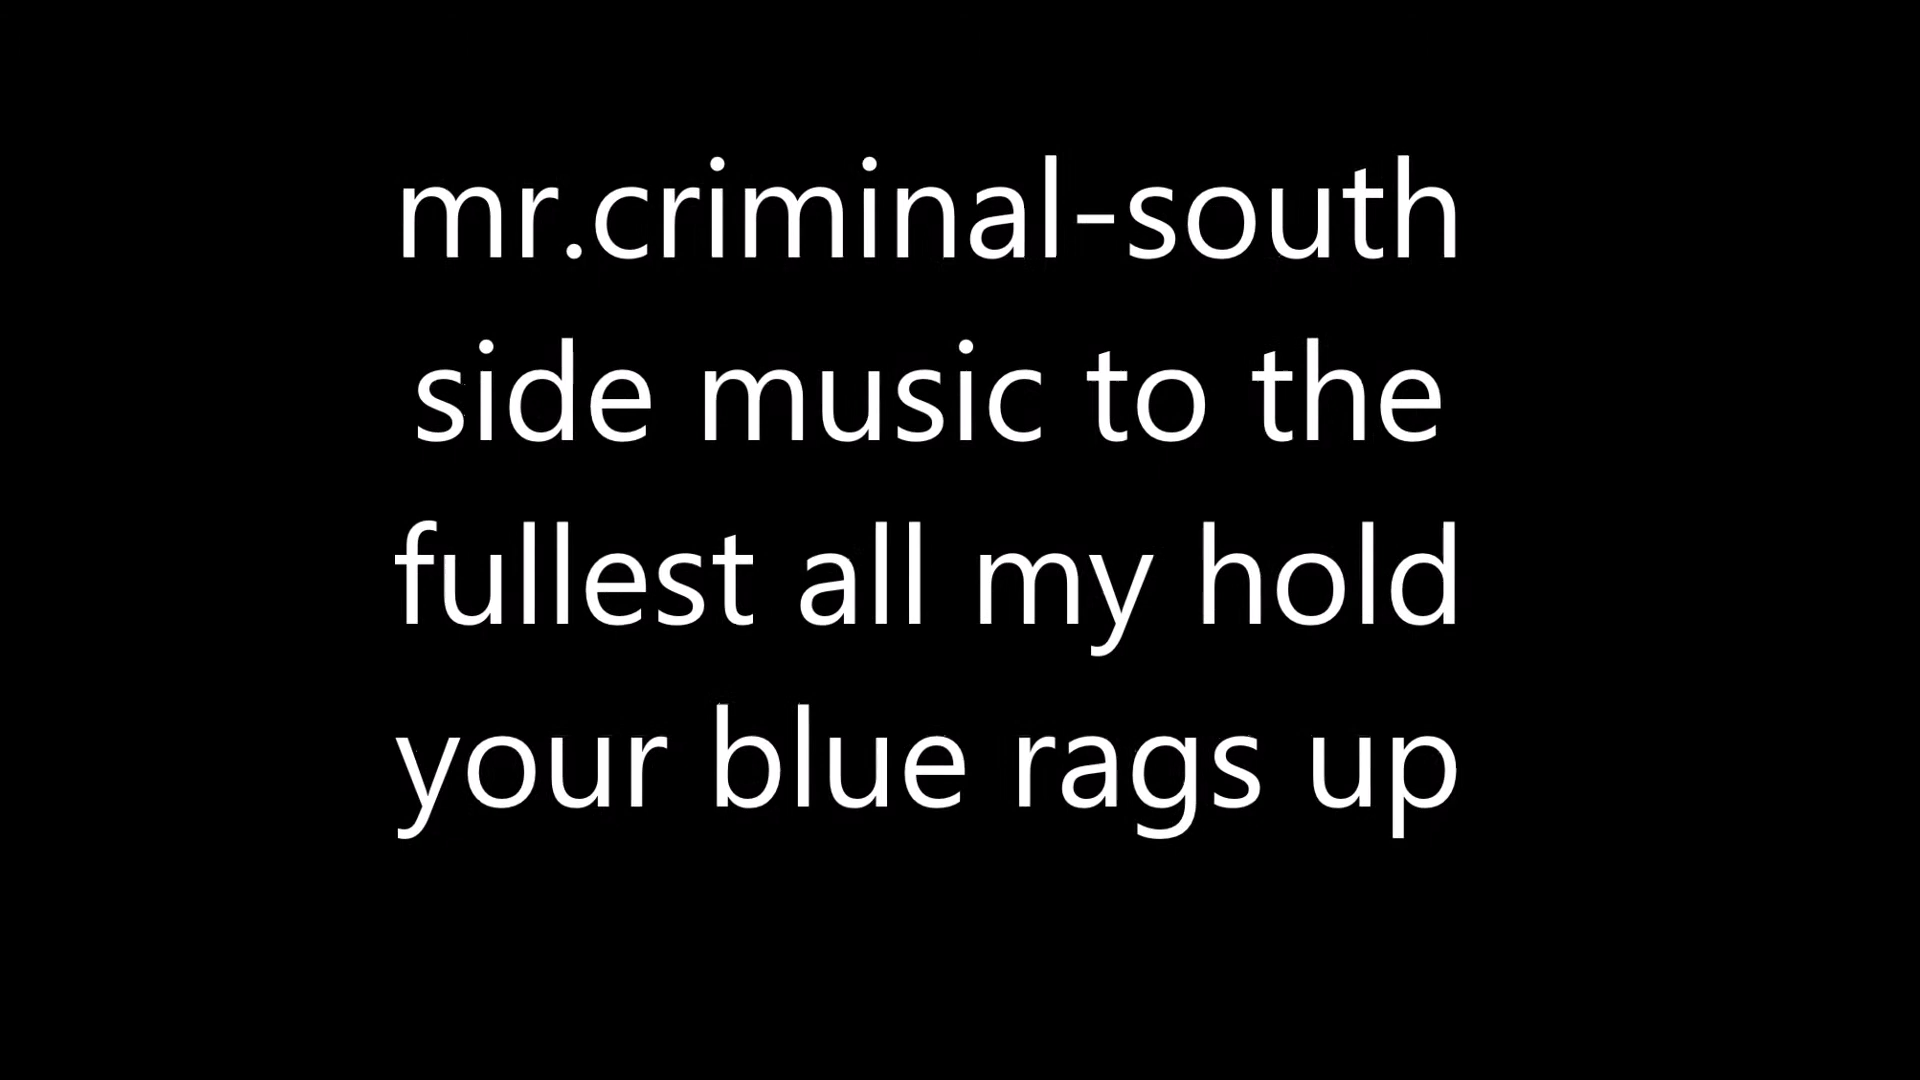 mr.criminal-south
side music to the
fullest all my hold
your blue rags up